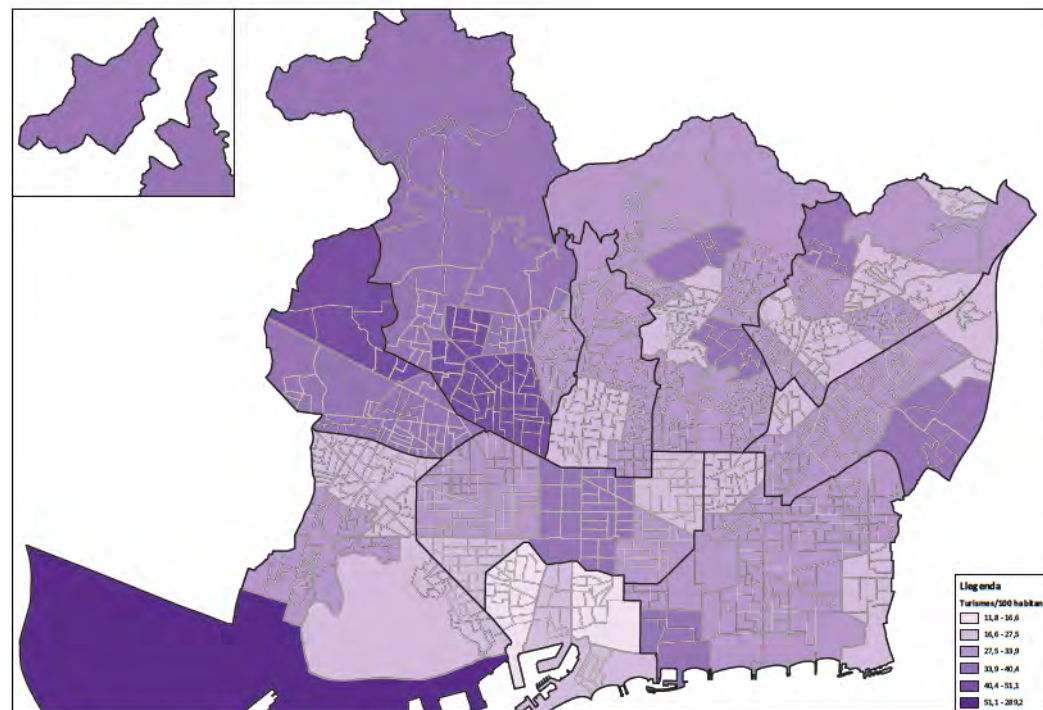 Llegenda
Turismes/100 habitan
11,8 - 16,6
16,6 - 27,5
27,5 - 33,9
33,9 - 40,4
40,4 - 51,1
51,1 - 289,2